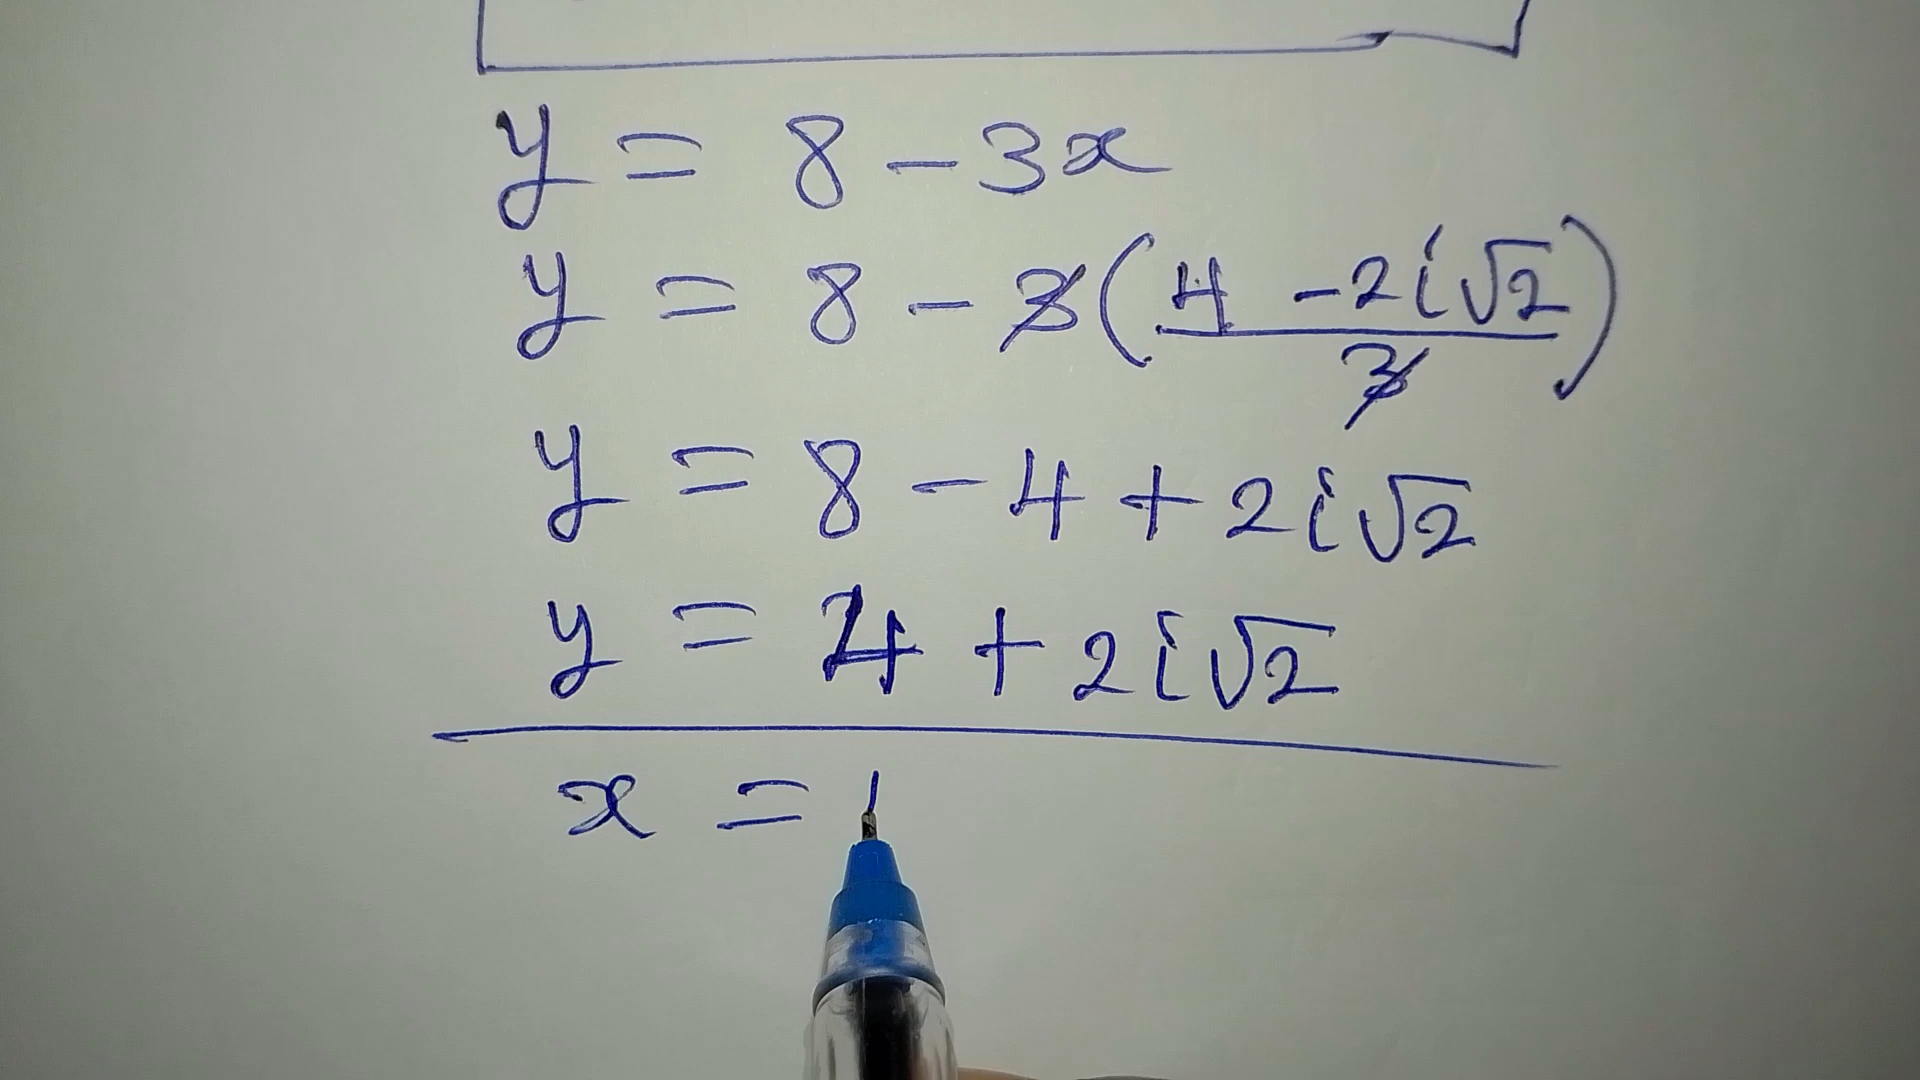 y = 8 - 3x
y = 8 - 3(4 - 2i√2 / 3)
y = 8 - 4 + 2i√2
y = 4 + 2i√2
x =